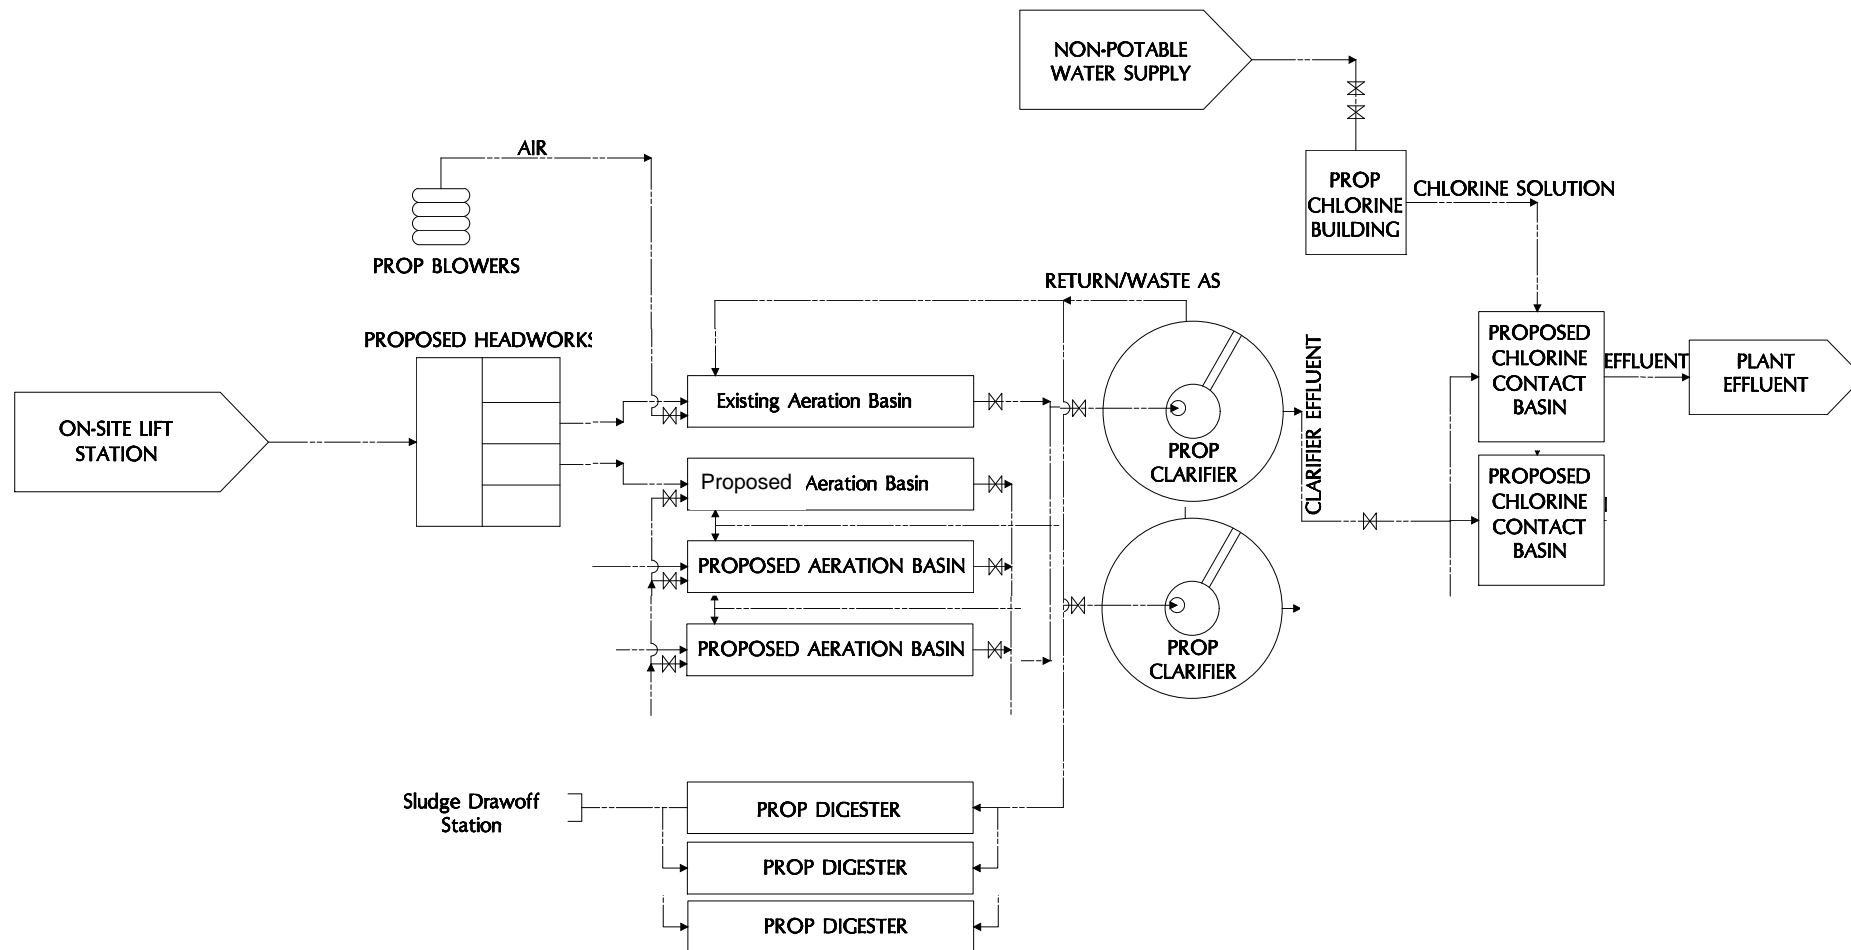 NON-POTABLE
WATER SUPPLY
AIR
PROP
CHLORINE
BUILDING
CHLORINE SOLUTION
PROP BLOWERS
RETURN/WASTE AS
PROPOSED HEADWORKS
ON-SITE LIFT
STATION
Existing Aeration Basin
Proposed Aeration Basin
PROPOSED AERATION BASIN
PROPOSED AERATION BASIN
PROP
CLARIFIER
PROP
CLARIFIER
CLARIFIER EFFLUENT
PROPOSED
CHLORINE
CONTACT
BASIN
EFFLUENT
PLANT
EFFLUENT
PROPOSED
CHLORINE
CONTACT
BASIN
Sludge Drawoff
Station
PROP DIGESTER
PROP DIGESTER
PROP DIGESTER